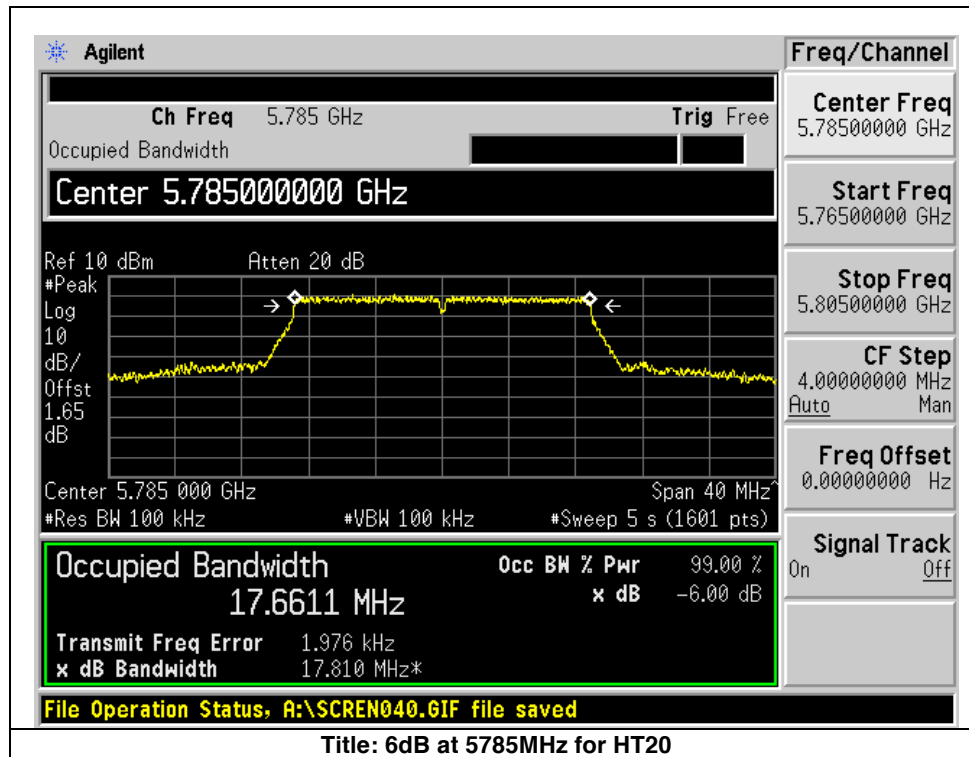 Agilent
Freq/Channel
Ch Freq 5.785 GHz Trig Free
Occupied Bandwidth
Center 5.785000000 GHz
Ref 10 dBm Atten 20 dB
#Peak
Log
10
dB/
Offst
1.65
dB
Center 5.785 000 GHz Span 40 MHz^
#Res BW 100 kHz #VBW 100 kHz #Sweep 5 s (1601 pts)
Occupied Bandwidth Occ BW % Pwr 99.00 %
17.6611 MHz x dB -6.00 dB
Transmit Freq Error 1.976 kHz
x dB Bandwidth 17.810 MHz*
File Operation Status, A:\SCREN040.GIF file saved
Center Freq
5.78500000 GHz
Start Freq
5.76500000 GHz
Stop Freq
5.80500000 GHz
CF Step
4.00000000 MHz
Auto Man
Freq Offset
0.00000000 Hz
Signal Track
On Off
Title: 6dB at 5785MHz for HT20